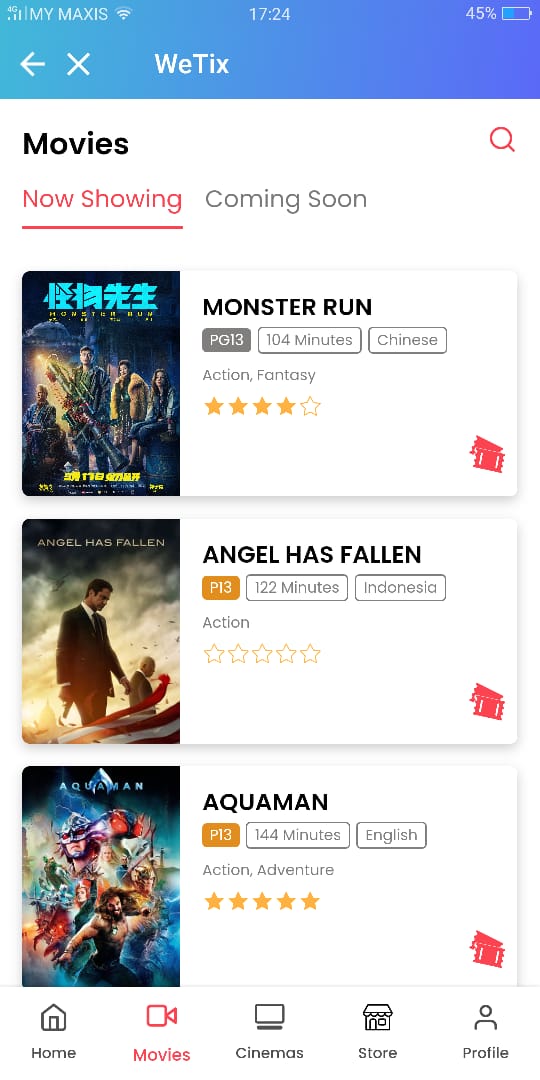 4G MY MAXIS 17:24 45%
WeTix
Movies
Now Showing Coming Soon
怪物先生
MONSTER RUN
MONSTER RUN
PG13 104 Minutes Chinese
Action, Fantasy
ANGEL HAS FALLEN
ANGEL HAS FALLEN
P13 122 Minutes Indonesia
Action
AQUAMAN
AQUAMAN
P13 144 Minutes English
Action, Adventure
Home Movies Cinemas Store Profile